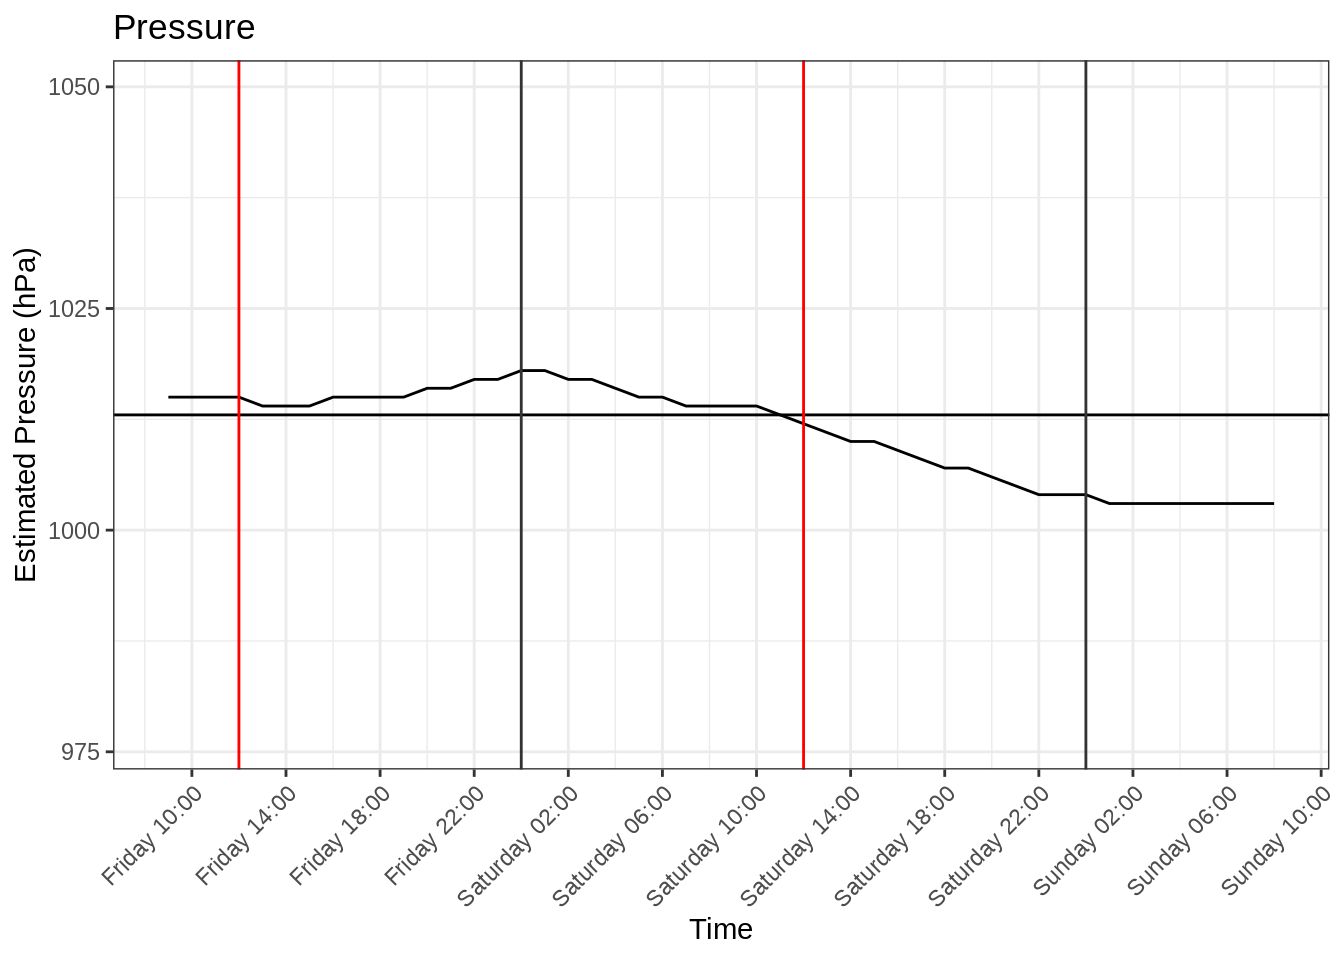 Pressure
Estimated Pressure (hPa)
1050
1025
1000
975
Friday 10:00
Friday 14:00
Friday 18:00
Friday 22:00
Saturday 02:00
Saturday 06:00
Saturday 10:00
Saturday 14:00
Saturday 18:00
Saturday 22:00
Sunday 02:00
Sunday 06:00
Sunday 10:00
Time